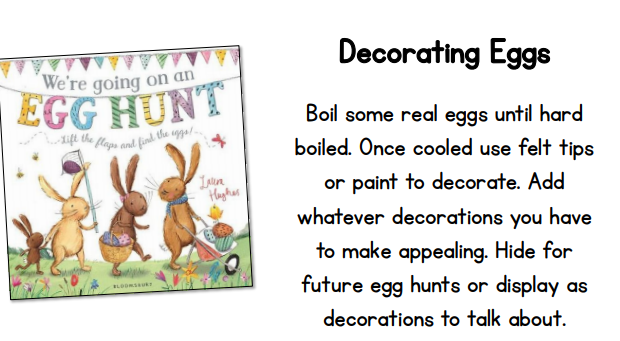 We're going on an
EGG HUNT
Lift the flaps and find the eggs!
Laura
Hughes
BLOOMSBURY
Decorating Eggs
Boil some real eggs until hard
boiled. Once cooled use felt tips
or paint to decorate. Add
whatever decorations you have
to make appealing. Hide for
future egg hunts or display as
decorations to talk about.